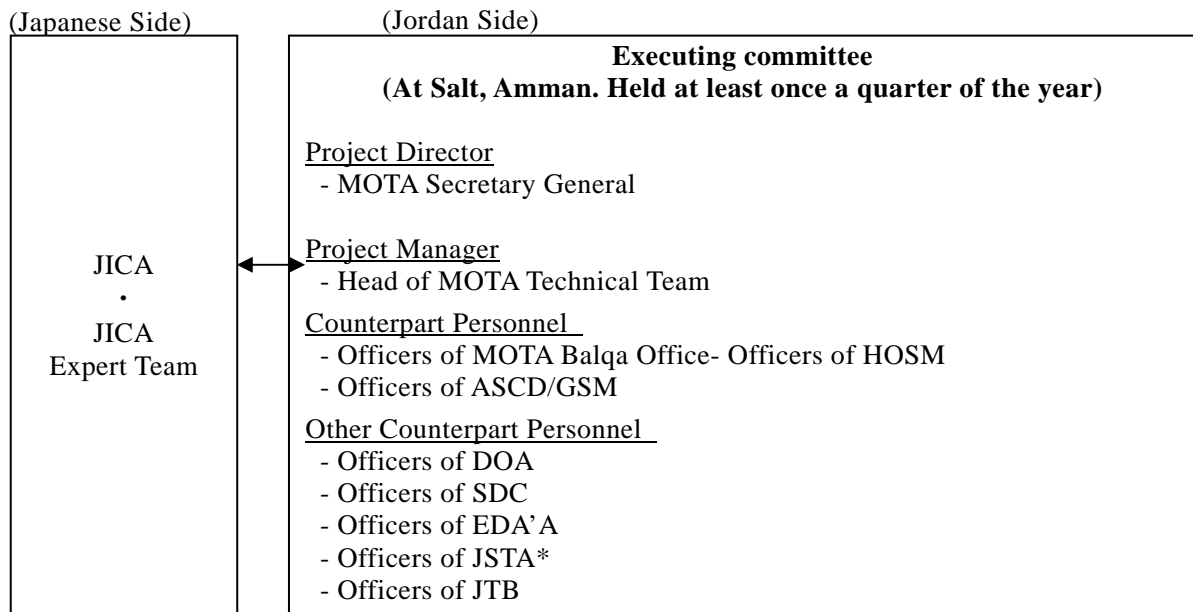 (Japanese Side)
(Jordan Side)
JICA
・
JICA
Expert Team
Executing committee
(At Salt, Amman. Held at least once a quarter of the year)
Project Director
- MOTA Secretary General
Project Manager
- Head of MOTA Technical Team
Counterpart Personnel
- Officers of MOTA Balqa Office- Officers of HOSM
- Officers of ASCD/GSM
Other Counterpart Personnel
- Officers of DOA
- Officers of SDC
- Officers of EDA’A
- Officers of JSTA*
- Officers of JTB